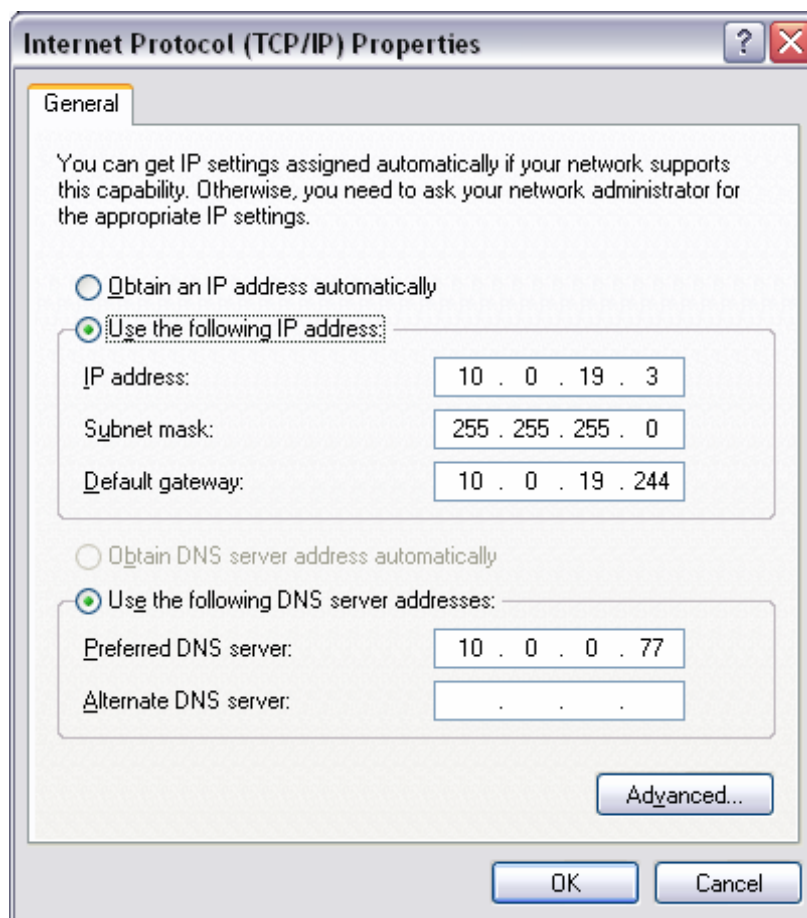 Internet Protocol (TCP/IP) Properties
?
General
You can get IP settings assigned automatically if your network supports
this capability. Otherwise, you need to ask your network administrator for
the appropriate IP settings.
Obtain an IP address automatically
Use the following IP address:
IP address: 10 . 0 . 19 . 3
Subnet mask: 255 . 255 . 255 . 0
Default gateway: 10 . 0 . 19 . 244
Obtain DNS server address automatically
Use the following DNS server addresses:
Preferred DNS server: 10 . 0 . 0 . 77
Alternate DNS server: . . .
Advanced...
OK Cancel